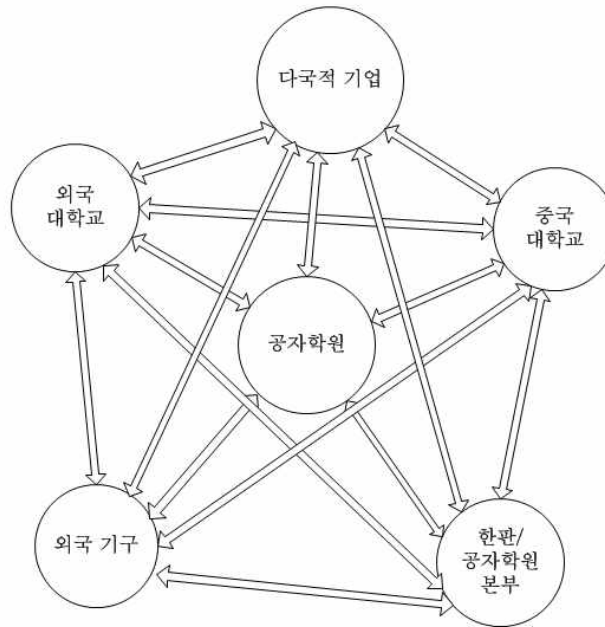 다국적 기업
외국
대학교
중국
대학교
공자학원
외국 기구
한판/
공자학원
본부